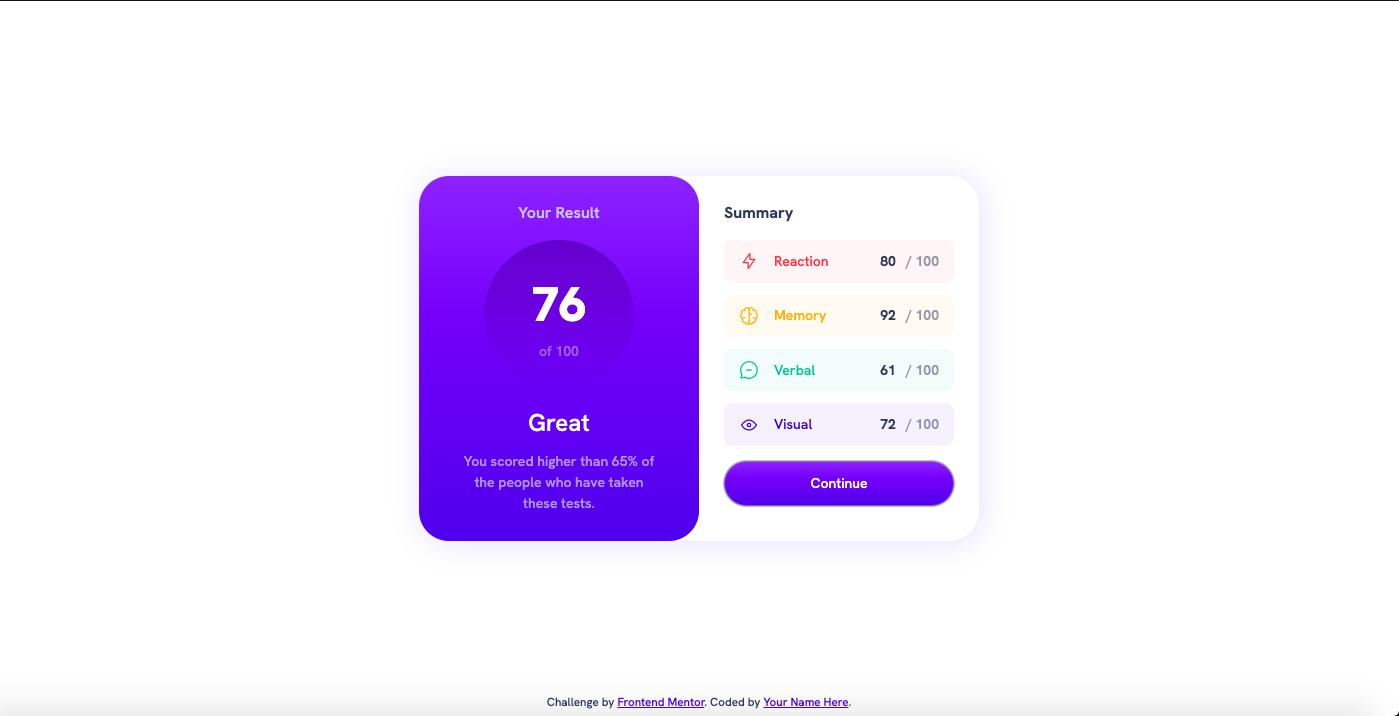 Your Result
76
of 100
Great
You scored higher than 65% of
the people who have taken
these tests.
Summary
Reaction 80 / 100
Memory 92 / 100
Verbal 61 / 100
Visual 72 / 100
Continue
Challenge by Frontend Mentor. Coded by Your Name Here.